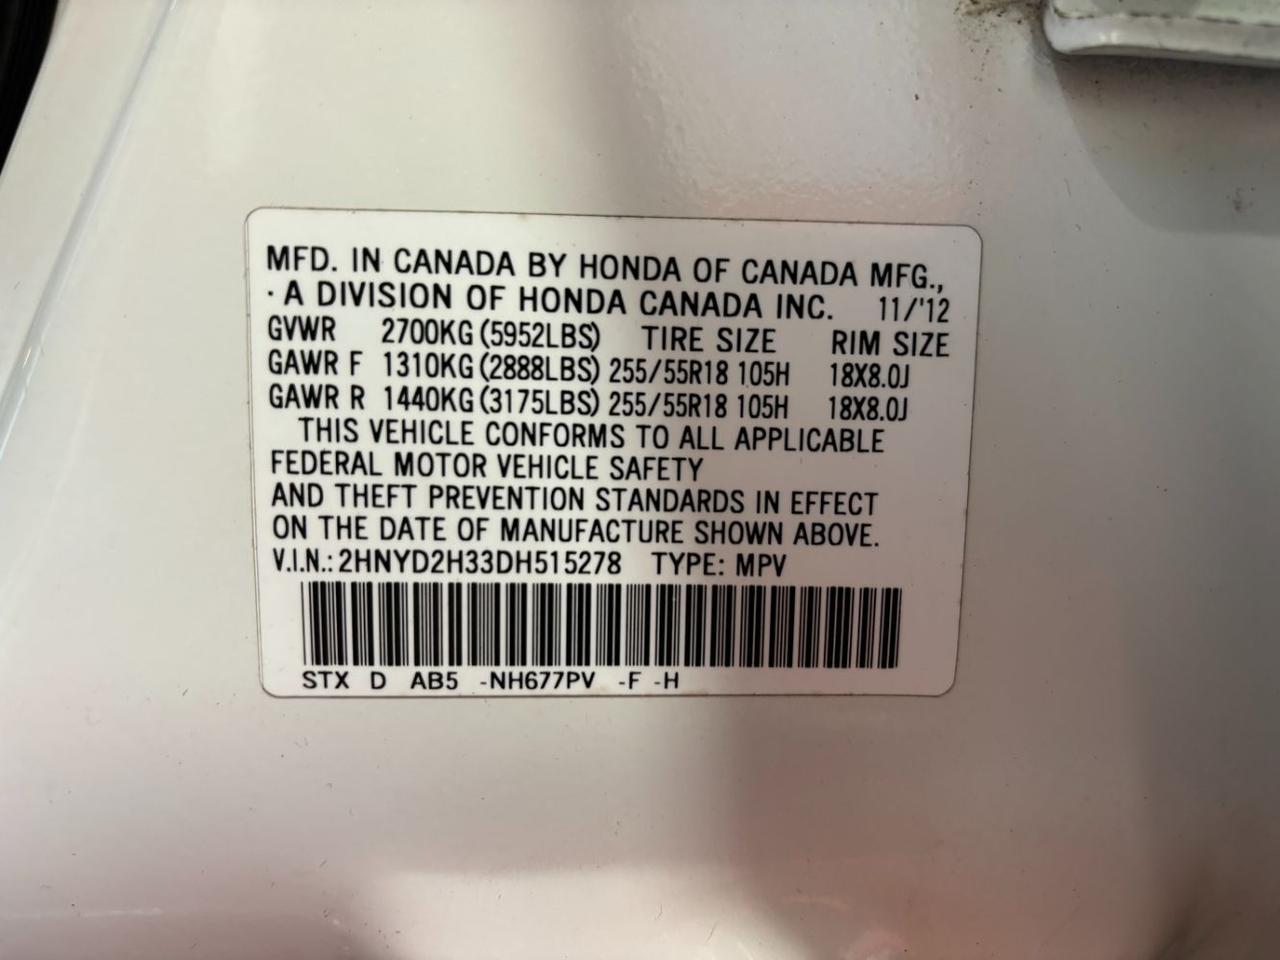 MFD. IN CANADA BY HONDA OF CANADA MFG.,
· A DIVISION OF HONDA CANADA INC. 11/'12
GVWR 2700KG (5952LBS) TIRE SIZE RIM SIZE
GAWR F 1310KG (2888LBS) 255/55R18 105H 18X8.0J
GAWR R 1440KG (3175LBS) 255/55R18 105H 18X8.0J
THIS VEHICLE CONFORMS TO ALL APPLICABLE
FEDERAL MOTOR VEHICLE SAFETY
AND THEFT PREVENTION STANDARDS IN EFFECT
ON THE DATE OF MANUFACTURE SHOWN ABOVE.
V.I.N.: 2HNYD2H33DH515278 TYPE: MPV
STX D AB5 -NH677PV -F -H